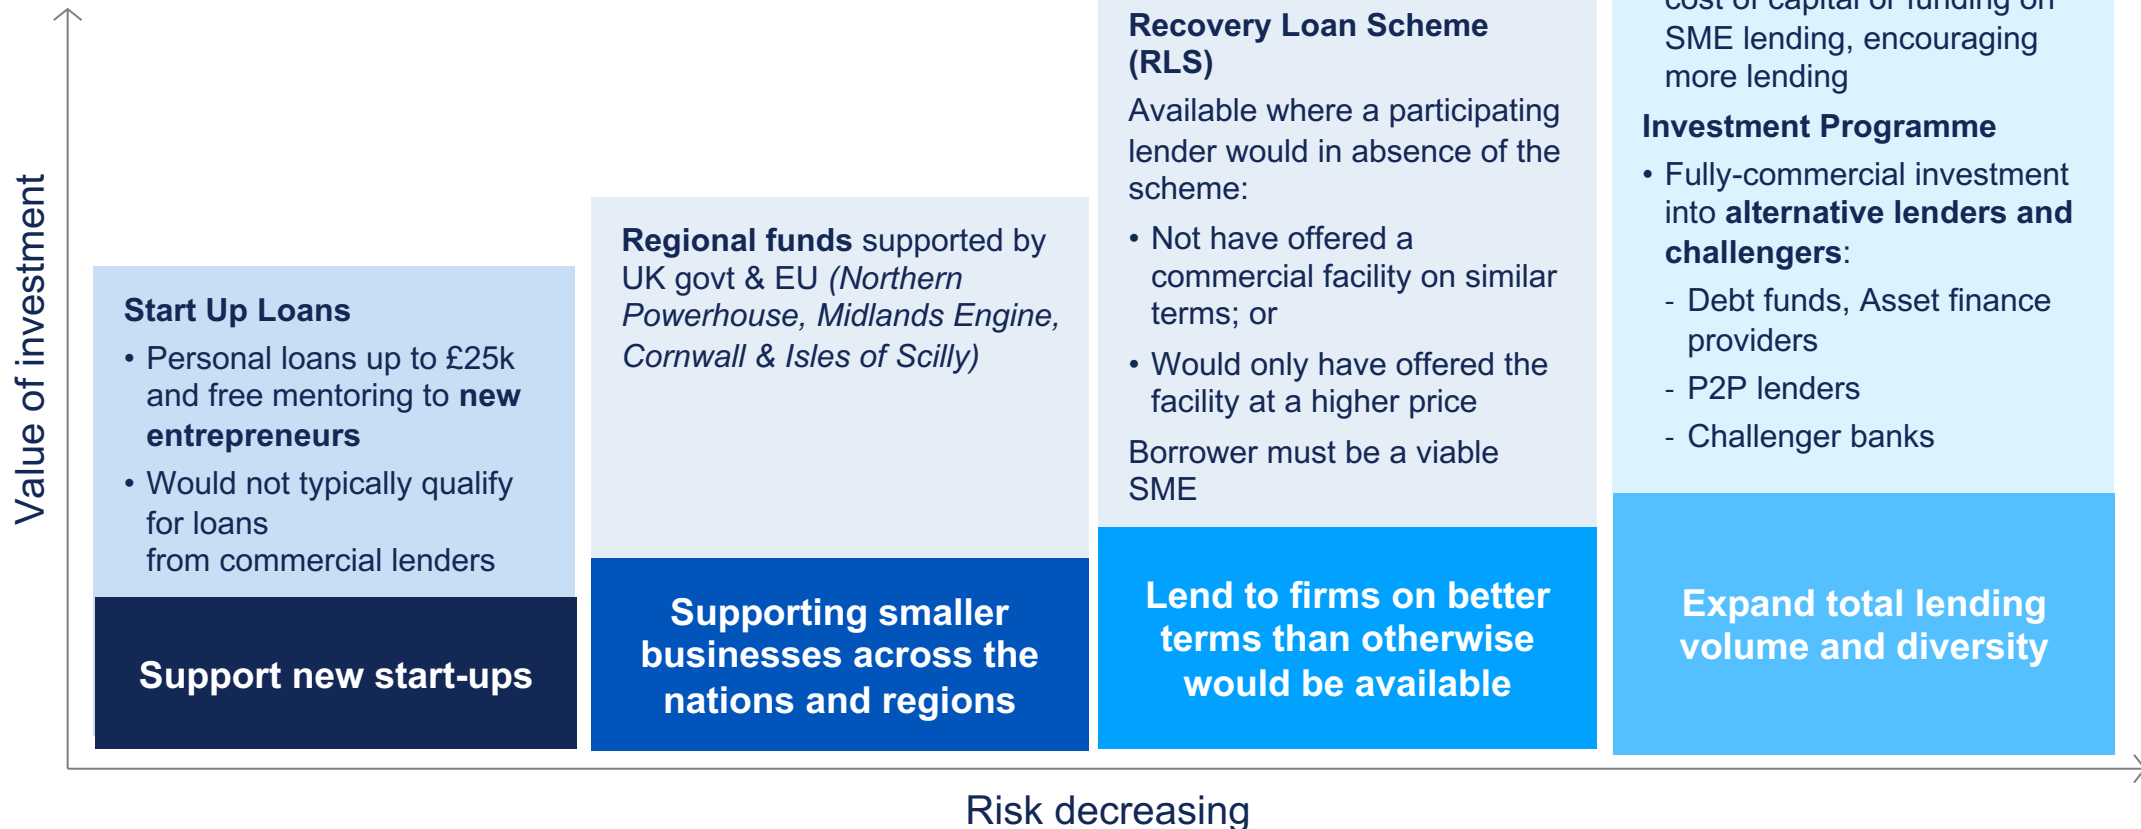 Value of investment
Start Up Loans
• Personal loans up to £25k
and free mentoring to new
entrepreneurs
• Would not typically qualify
for loans
from commercial lenders
Support new start-ups
Regional funds supported by
UK govt & EU (Northern
Powerhouse, Midlands Engine,
Cornwall & Isles of Scilly)
Supporting smaller
businesses across the
nations and regions
Recovery Loan Scheme
(RLS)
Available where a participating
lender would in absence of the
scheme:
• Not have offered a
commercial facility on similar
terms; or
• Would only have offered the
facility at a higher price
Borrower must be a viable
SME
Lend to firms on better
terms than otherwise
would be available
cost of capital or funding on
SME lending, encouraging
more lending
Investment Programme
• Fully-commercial investment
into alternative lenders and
challengers:
- Debt funds, Asset finance
providers
- P2P lenders
- Challenger banks
Expand total lending
volume and diversity
Risk decreasing